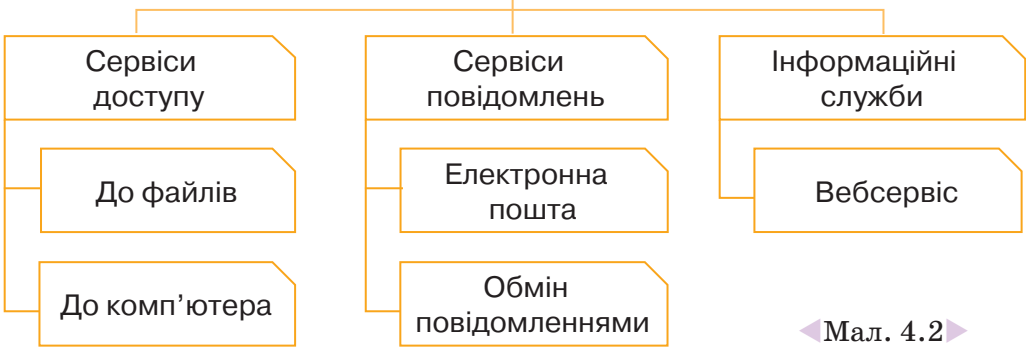 Сервіси
доступу
До файлів
До комп’ютера
Сервіси
повідомлень
Електронна
пошта
Обмін
повідомленнями
Інформаційні
служби
Вебсервіс
Мал. 4.2